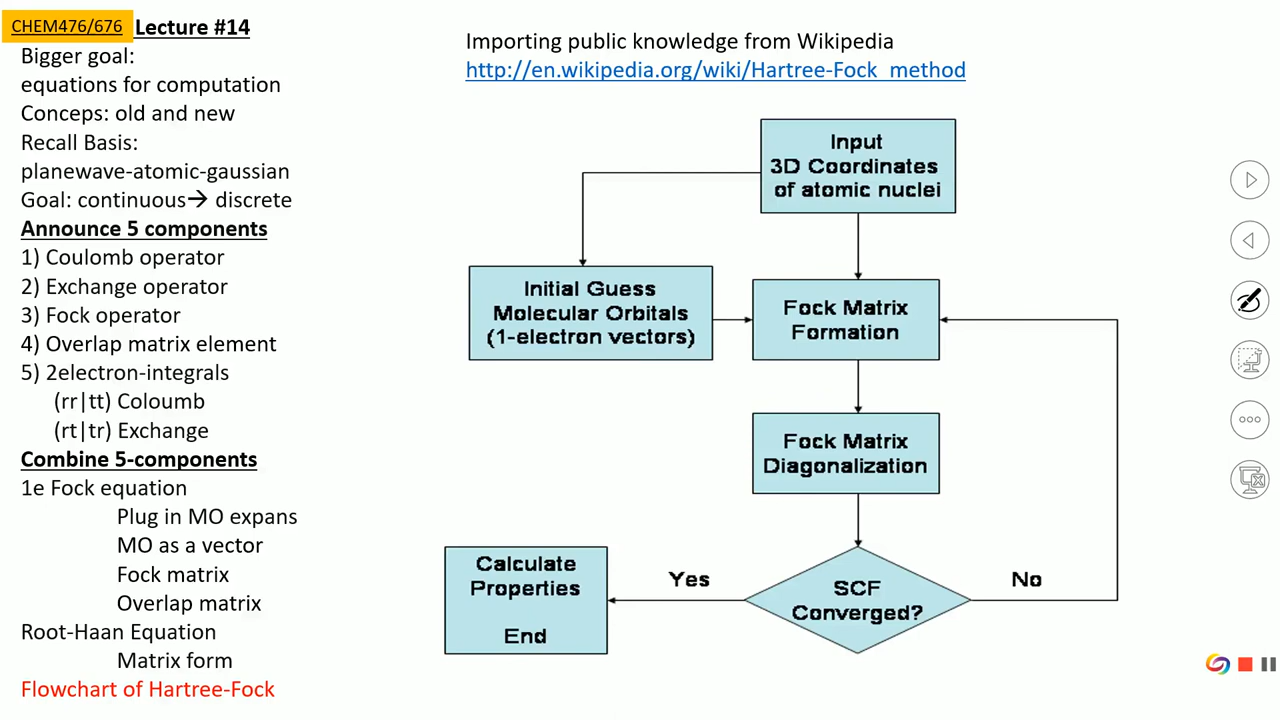 CHEM476/676 Lecture #14
Bigger goal:
equations for computation
Conceps: old and new
Recall Basis:
planewave-atomic-gaussian
Goal: continuous→ discrete
Announce 5 components
1) Coulomb operator
2) Exchange operator
3) Fock operator
4) Overlap matrix element
5) 2electron-integrals
(rr|tt) Coloumb
(rt|tr) Exchange
Combine 5-components
1e Fock equation
Plug in MO expans
MO as a vector
Fock matrix
Overlap matrix
Root-Haan Equation
Matrix form
Flowchart of Hartree-Fock
Importing public knowledge from Wikipedia
http://en.wikipedia.org/wiki/Hartree-Fock_method
Input
3D Coordinates
of atomic nuclei
Initial Guess
Molecular Orbitals
(1-electron vectors)
Fock Matrix
Formation
Fock Matrix
Diagonalization
SCF
Converged?
Yes
No
Calculate
Properties
End